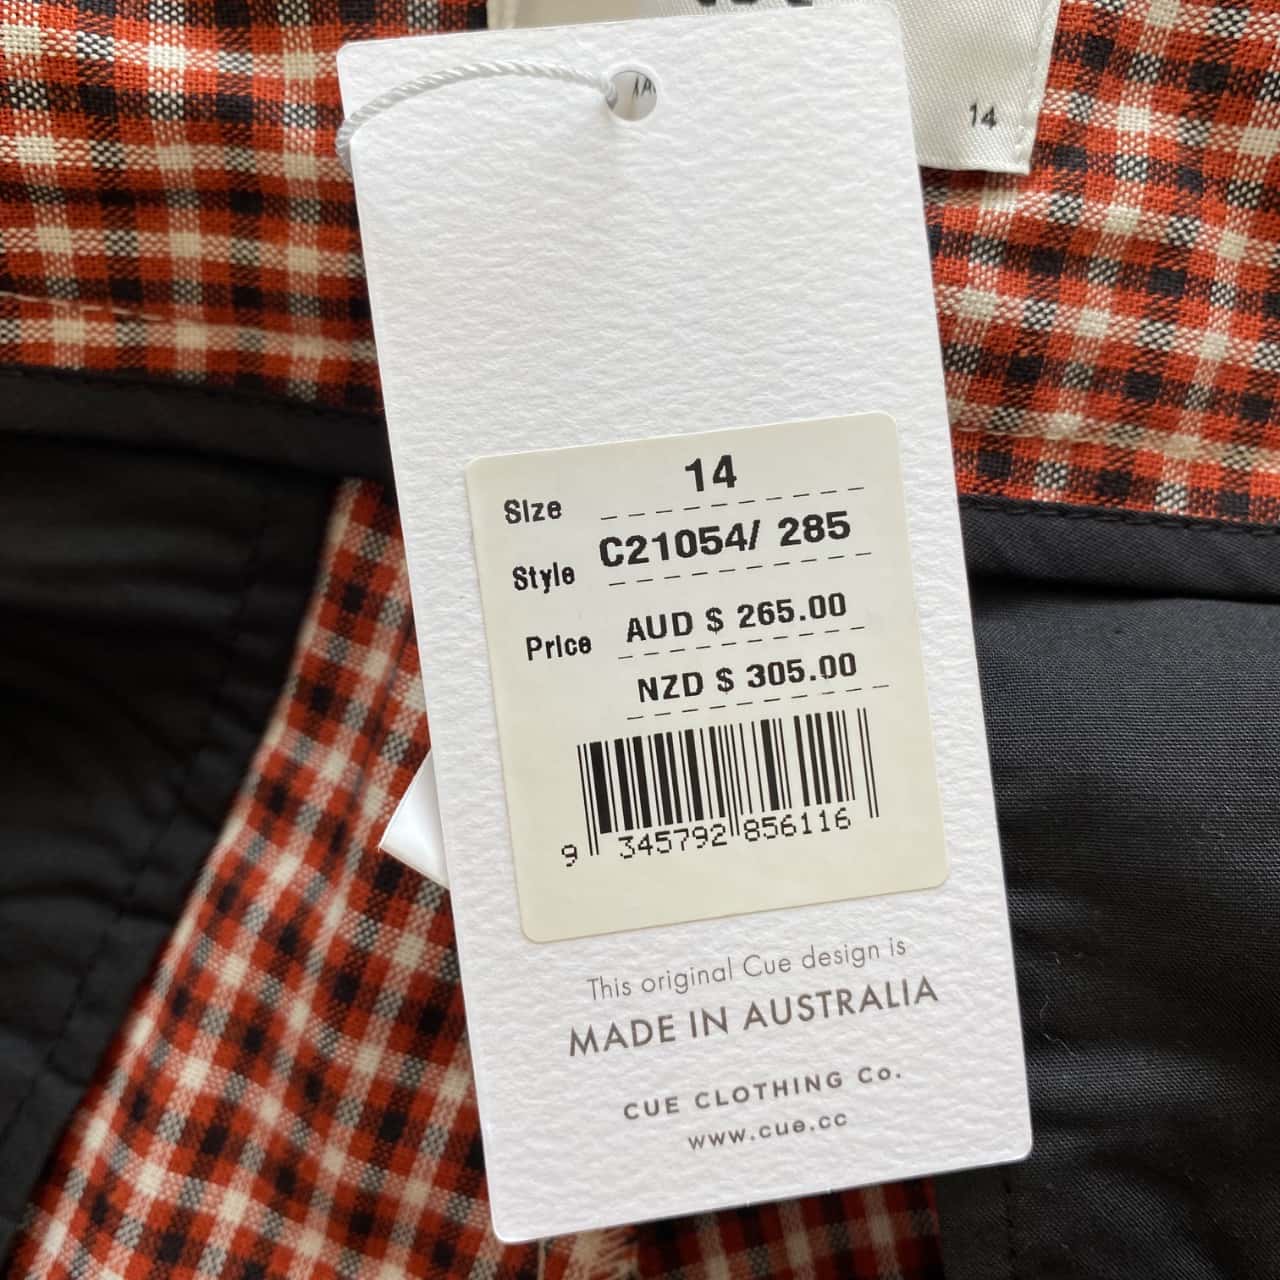 14
Size 14
Style C21054/ 285
Price AUD $ 265.00
NZD $ 305.00
9 345792 856116
This original Cue design is
MADE IN AUSTRALIA
CUE CLOTHING Co.
www.cue.cc